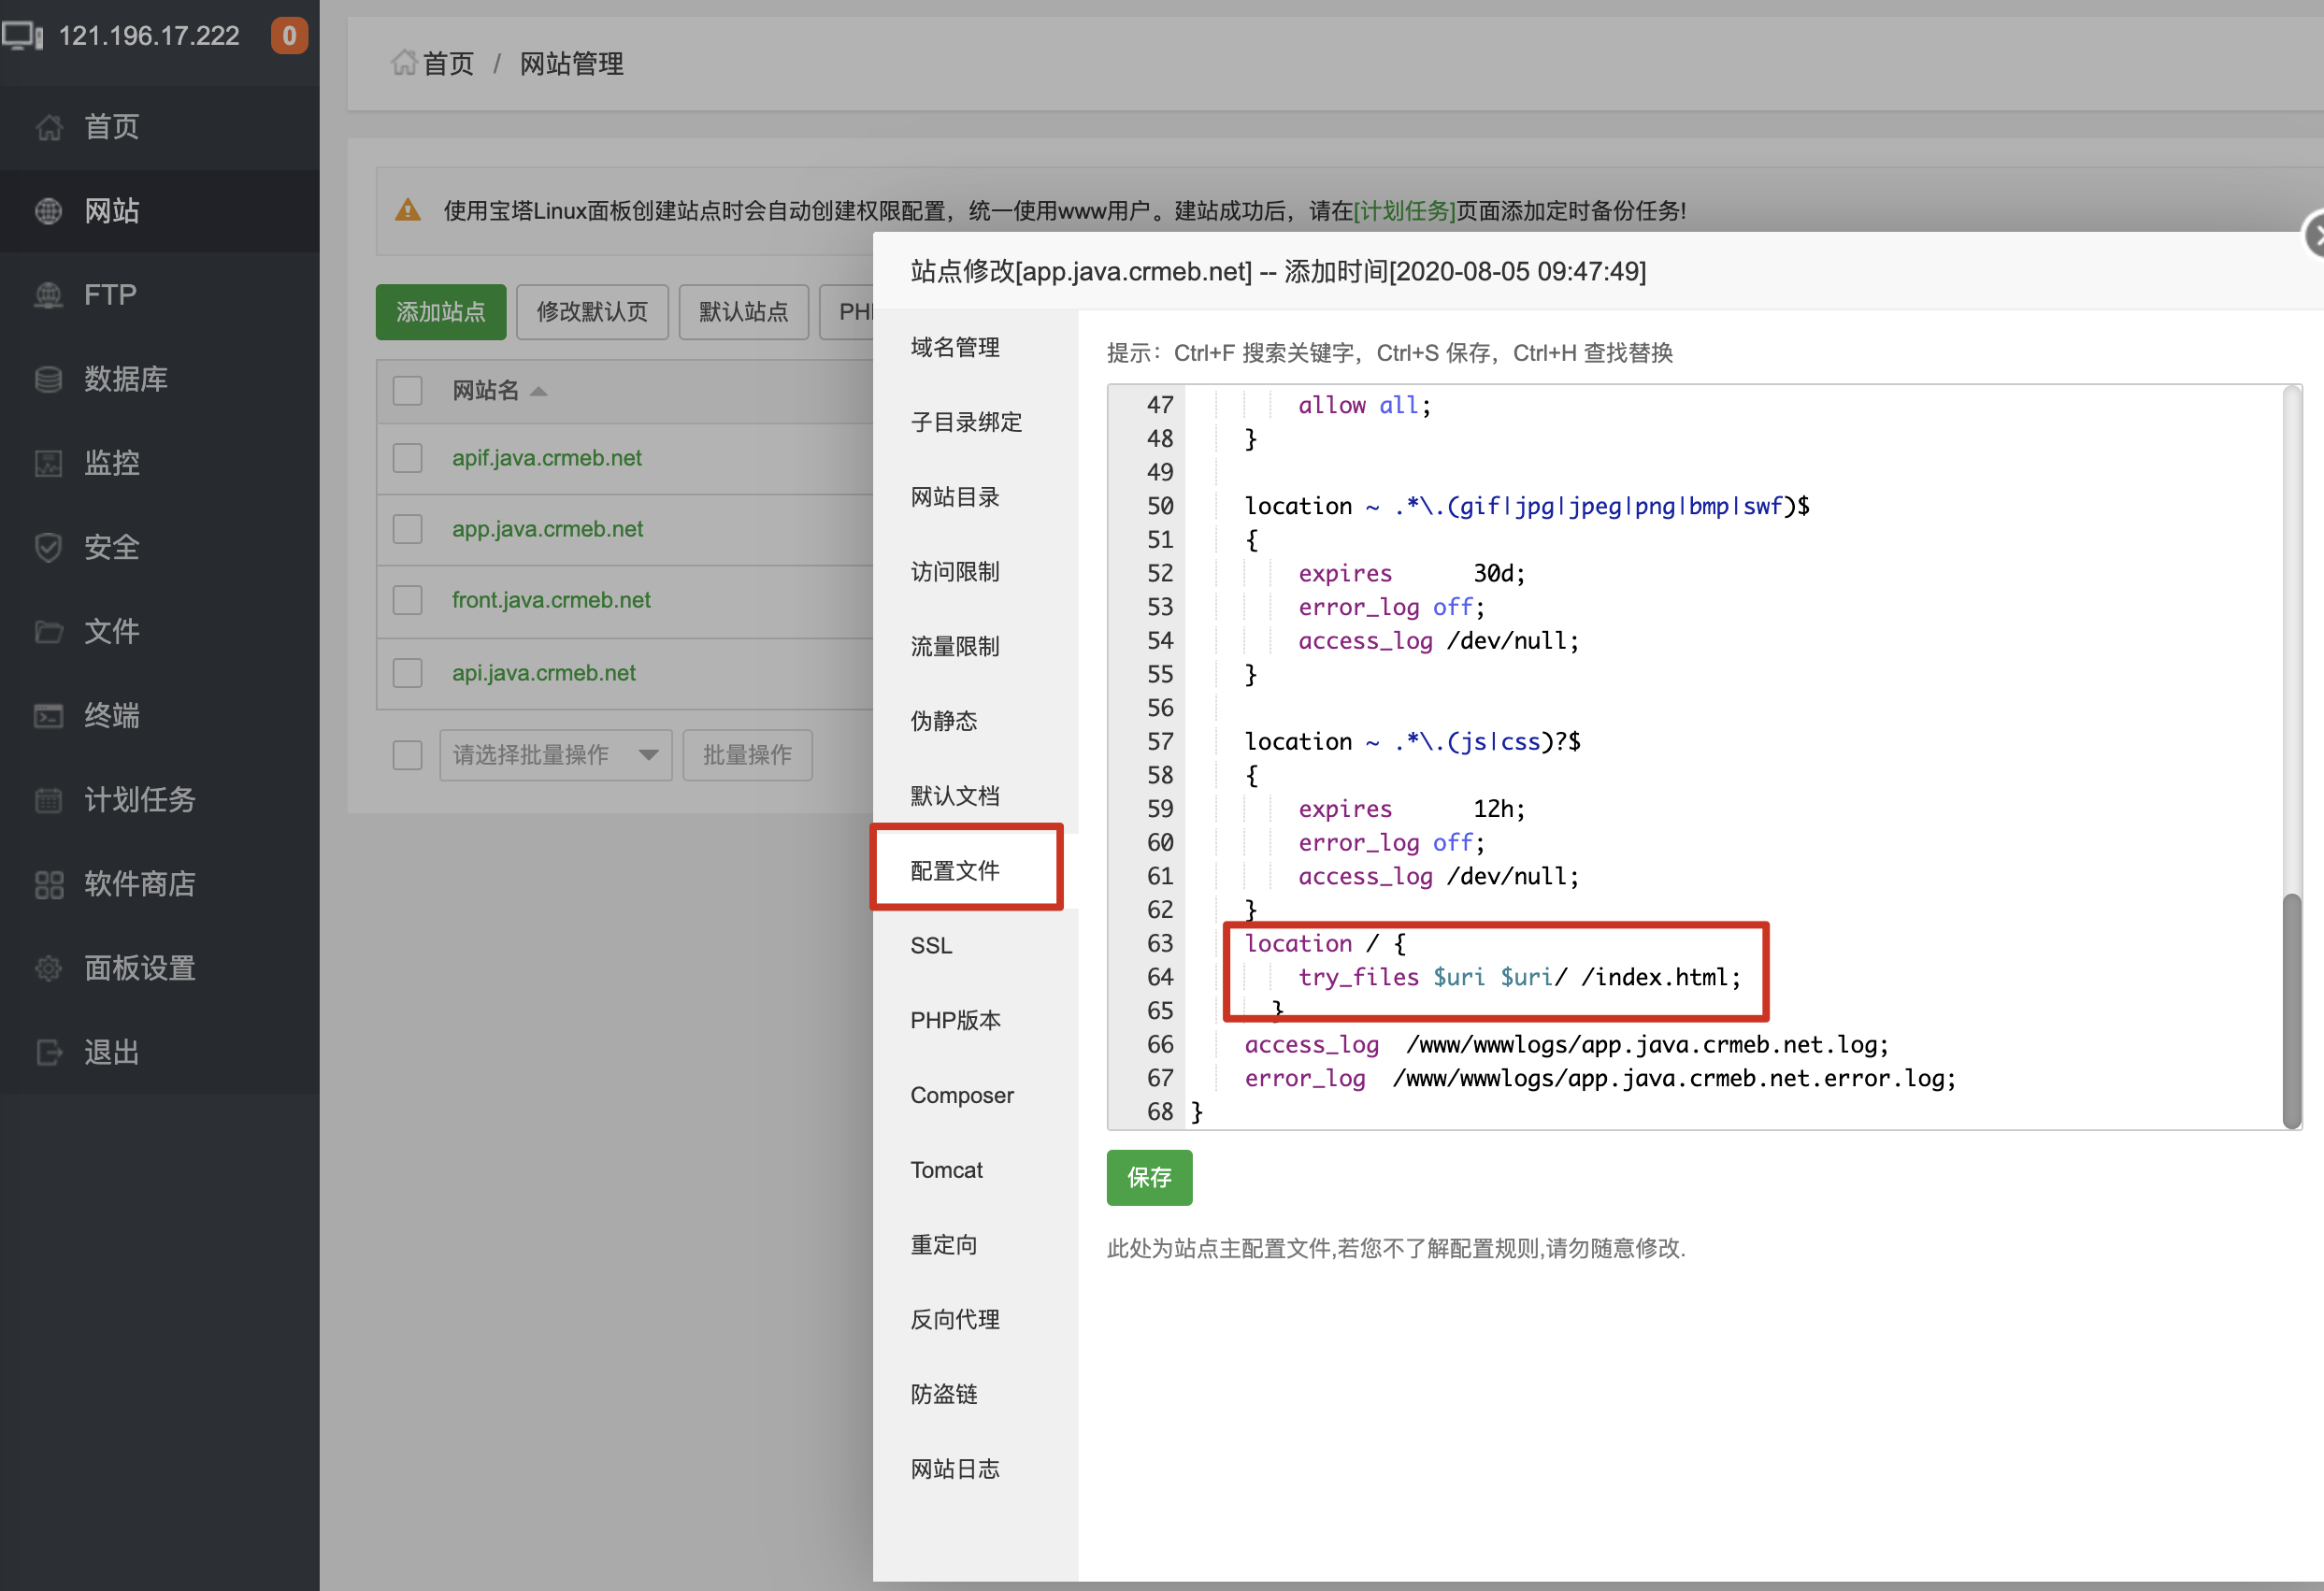 121.196.17.222
0
首页
网站
FTP
数据库
监控
安全
文件
终端
计划任务
软件商店
面板设置
退出
首页 / 网站管理
使用宝塔Linux面板创建站点时会自动创建权限配置，统一使用www用户。建站成功后，请在[计划任务]页面添加定时备份任务!
添加站点
修改默认页
默认站点
网站名
apif.java.crmeb.net
app.java.crmeb.net
front.java.crmeb.net
api.java.crmeb.net
请选择批量操作
批量操作
站点修改[app.java.crmeb.net] -- 添加时间[2020-08-05 09:47:49]
域名管理
子目录绑定
网站目录
访问限制
流量限制
伪静态
默认文档
配置文件
SSL
PHP版本
Composer
Tomcat
重定向
反向代理
防盗链
网站日志
提示：Ctrl+F 搜索关键字，Ctrl+S 保存，Ctrl+H 查找替换
47 allow all;
48 }
49
50 location ~ .*\.(gif|jpg|jpeg|png|bmp|swf)$
51 {
52 expires      30d;
53 error_log off;
54 access_log /dev/null;
55 }
56
57 location ~ .*\.(js|css)?$
58 {
59 expires      12h;
60 error_log off;
61 access_log /dev/null;
62 }
63 location / {
64 try_files $uri $uri/ /index.html;
65 }
66 access_log  /www/wwwlogs/app.java.crmeb.net.log;
67 error_log  /www/wwwlogs/app.java.crmeb.net.error.log;
68 }
保存
此处为站点主配置文件,若您不了解配置规则,请勿随意修改.